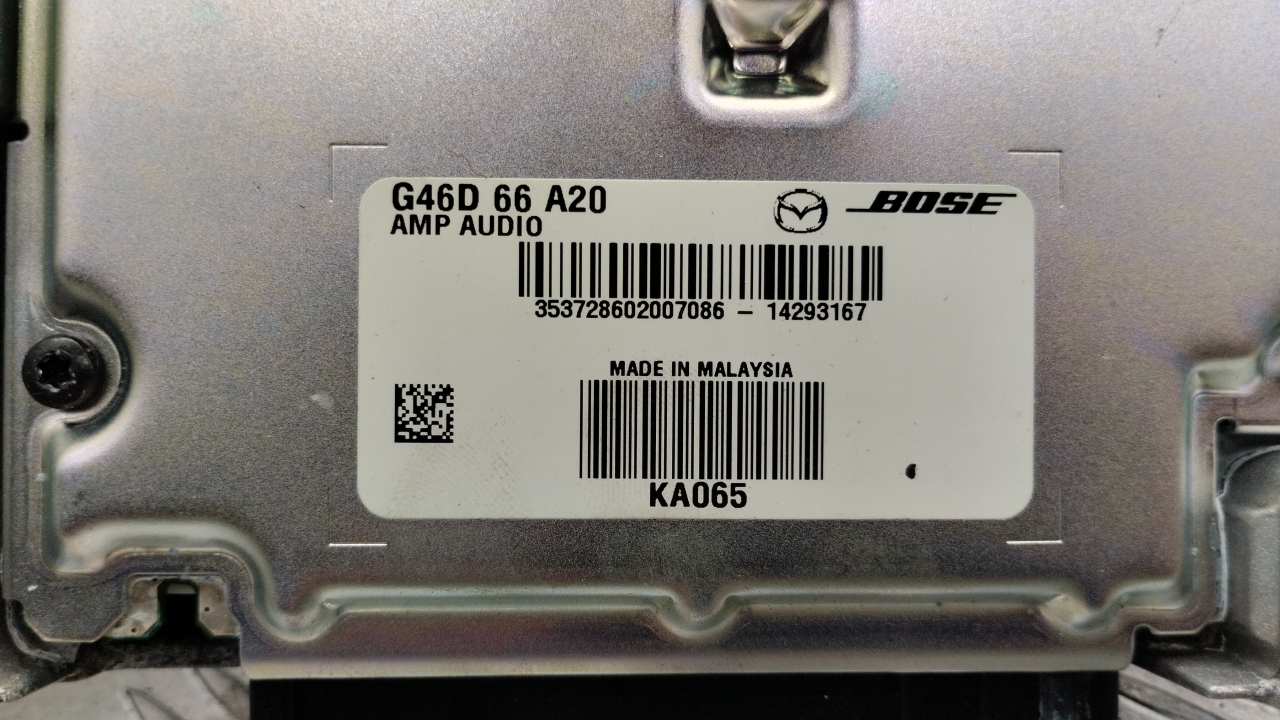 G46D 66 A20
BOSE
AMP AUDIO
353728602007086 - 14293167
MADE IN MALAYSIA
KA065